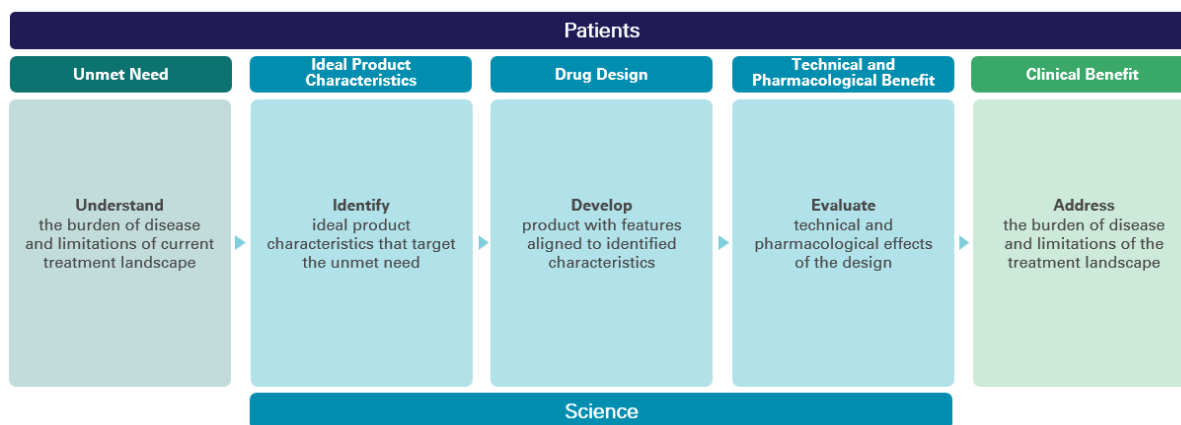 Patients
Unmet Need
Ideal Product
Characteristics
Drug Design
Technical and
Pharmacological Benefit
Clinical Benefit
Understand
the burden of disease
and limitations of current
treatment landscape
Identify
ideal product
characteristics that target
the unmet need
Develop
product with features
aligned to identified
characteristics
Evaluate
technical and
pharmacological effects
of the design
Address
the burden of disease
and limitations of the
treatment landscape
Science